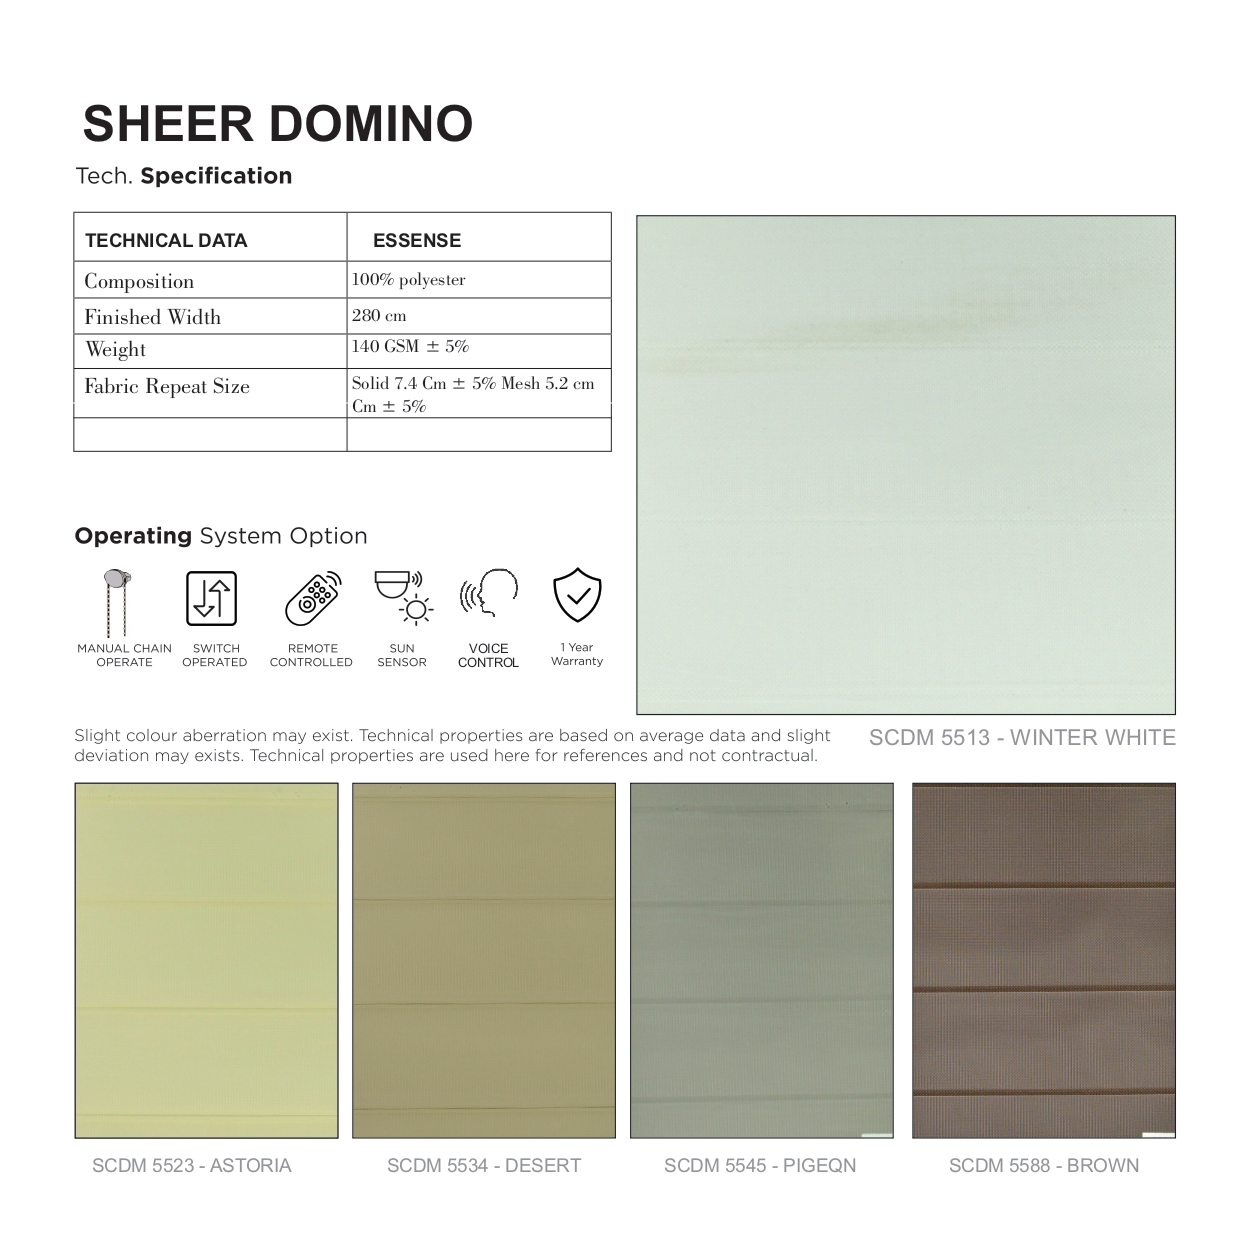 SHEER DOMINO
Tech. Specification
TECHNICAL DATA ESSENSE
Composition 100% polyester
Finished Width 280 cm
Weight 140 GSM ± 5%
Fabric Repeat Size Solid 7.4 Cm ± 5% Mesh 5.2 cm
Cm ± 5%
Operating System Option
MANUAL CHAIN
OPERATE
SWITCH
OPERATED
REMOTE
CONTROLLED
SUN
SENSOR
VOICE
CONTROL
1 Year
Warranty
Slight colour aberration may exist. Technical properties are based on average data and slight
deviation may exists. Technical properties are used here for references and not contractual.
SCDM 5513 - WINTER WHITE
SCDM 5523 - ASTORIA
SCDM 5534 - DESERT
SCDM 5545 - PIGEQN
SCDM 5588 - BROWN